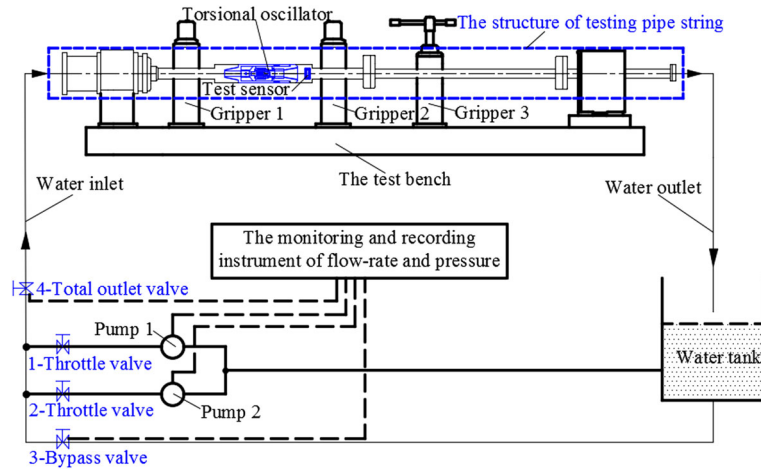 Torsional oscillator
The structure of testing pipe string
Test sensor
Gripper 1
Gripper 2
Gripper 3
Water inlet
The test bench
Water outlet
The monitoring and recording
instrument of flow-rate and pressure
4-Total outlet valve
Pump 1
1-Throttle valve
Water tank
2-Throttle valve
Pump 2
3-Bypass valve